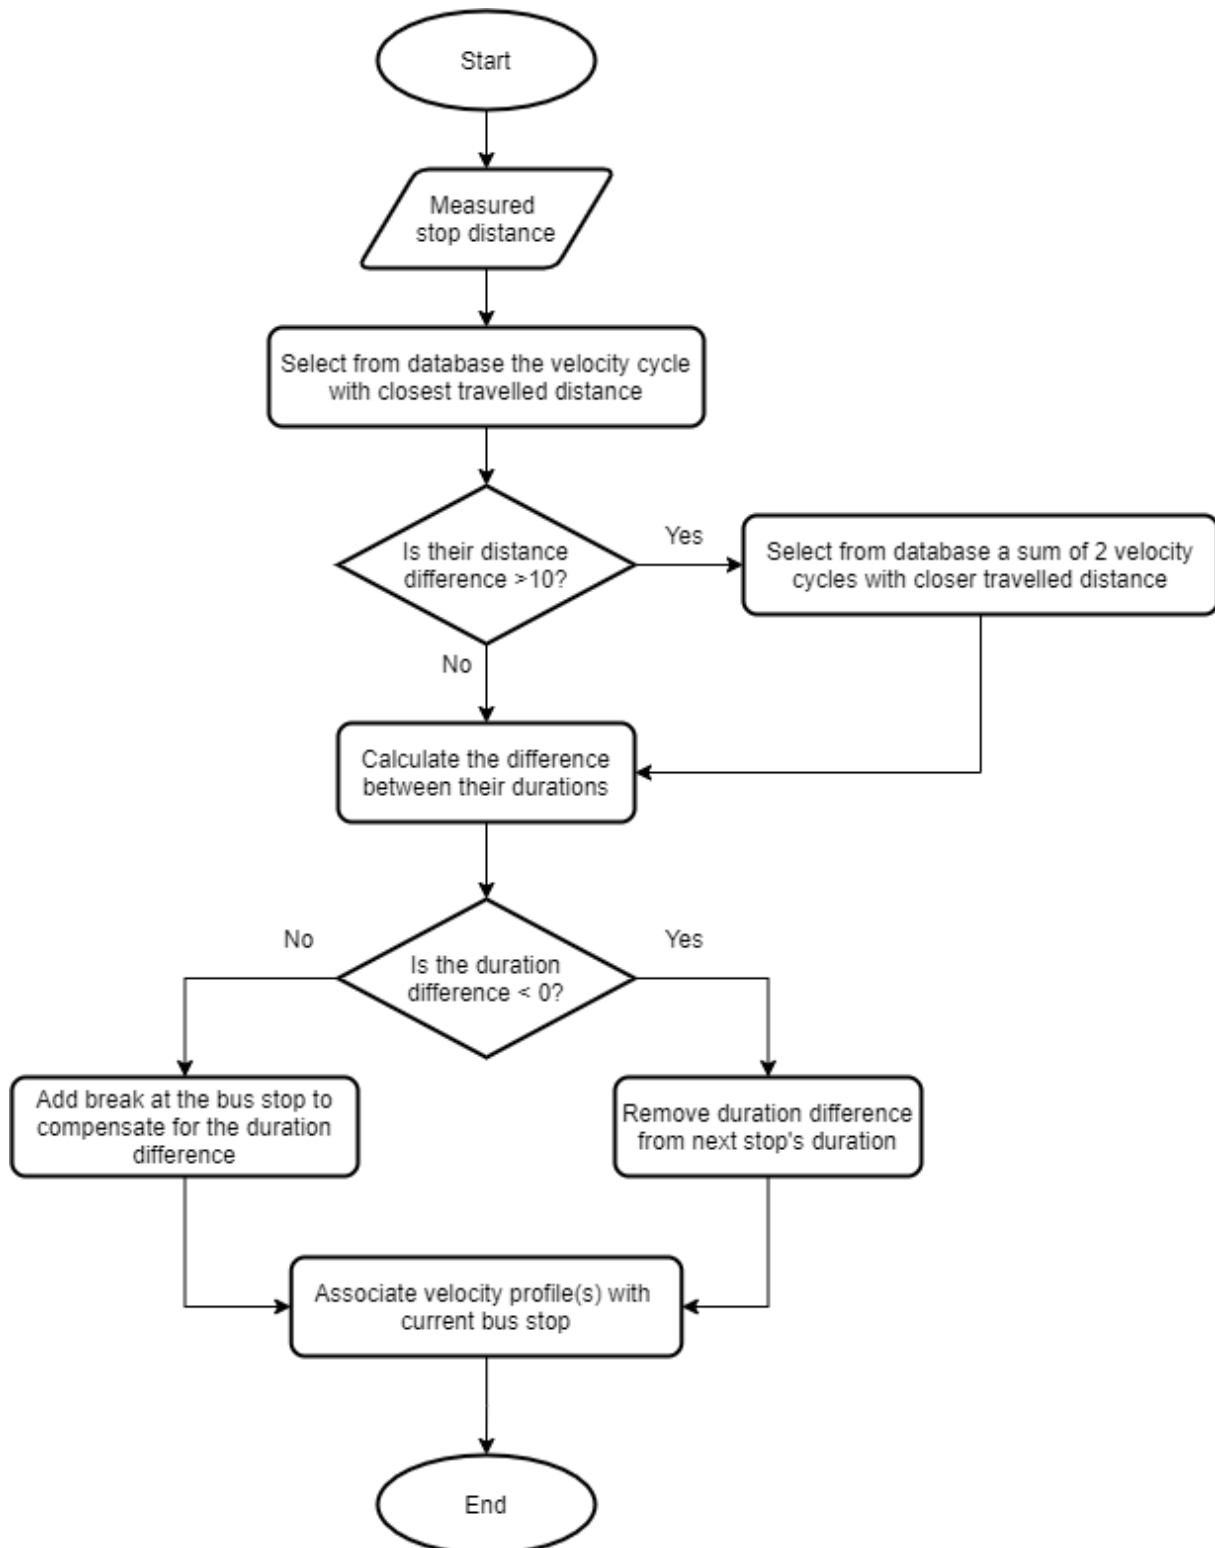 Start
Measured
stop distance
Select from database the velocity cycle
with closest travelled distance
Is their distance
difference >10?
Yes
Select from database a sum of 2 velocity
cycles with closer travelled distance
No
Calculate the difference
between their durations
No
Yes
Is the duration
difference < 0?
Add break at the bus stop to
compensate for the duration
difference
Remove duration difference
from next stop's duration
Associate velocity profile(s) with
current bus stop
End